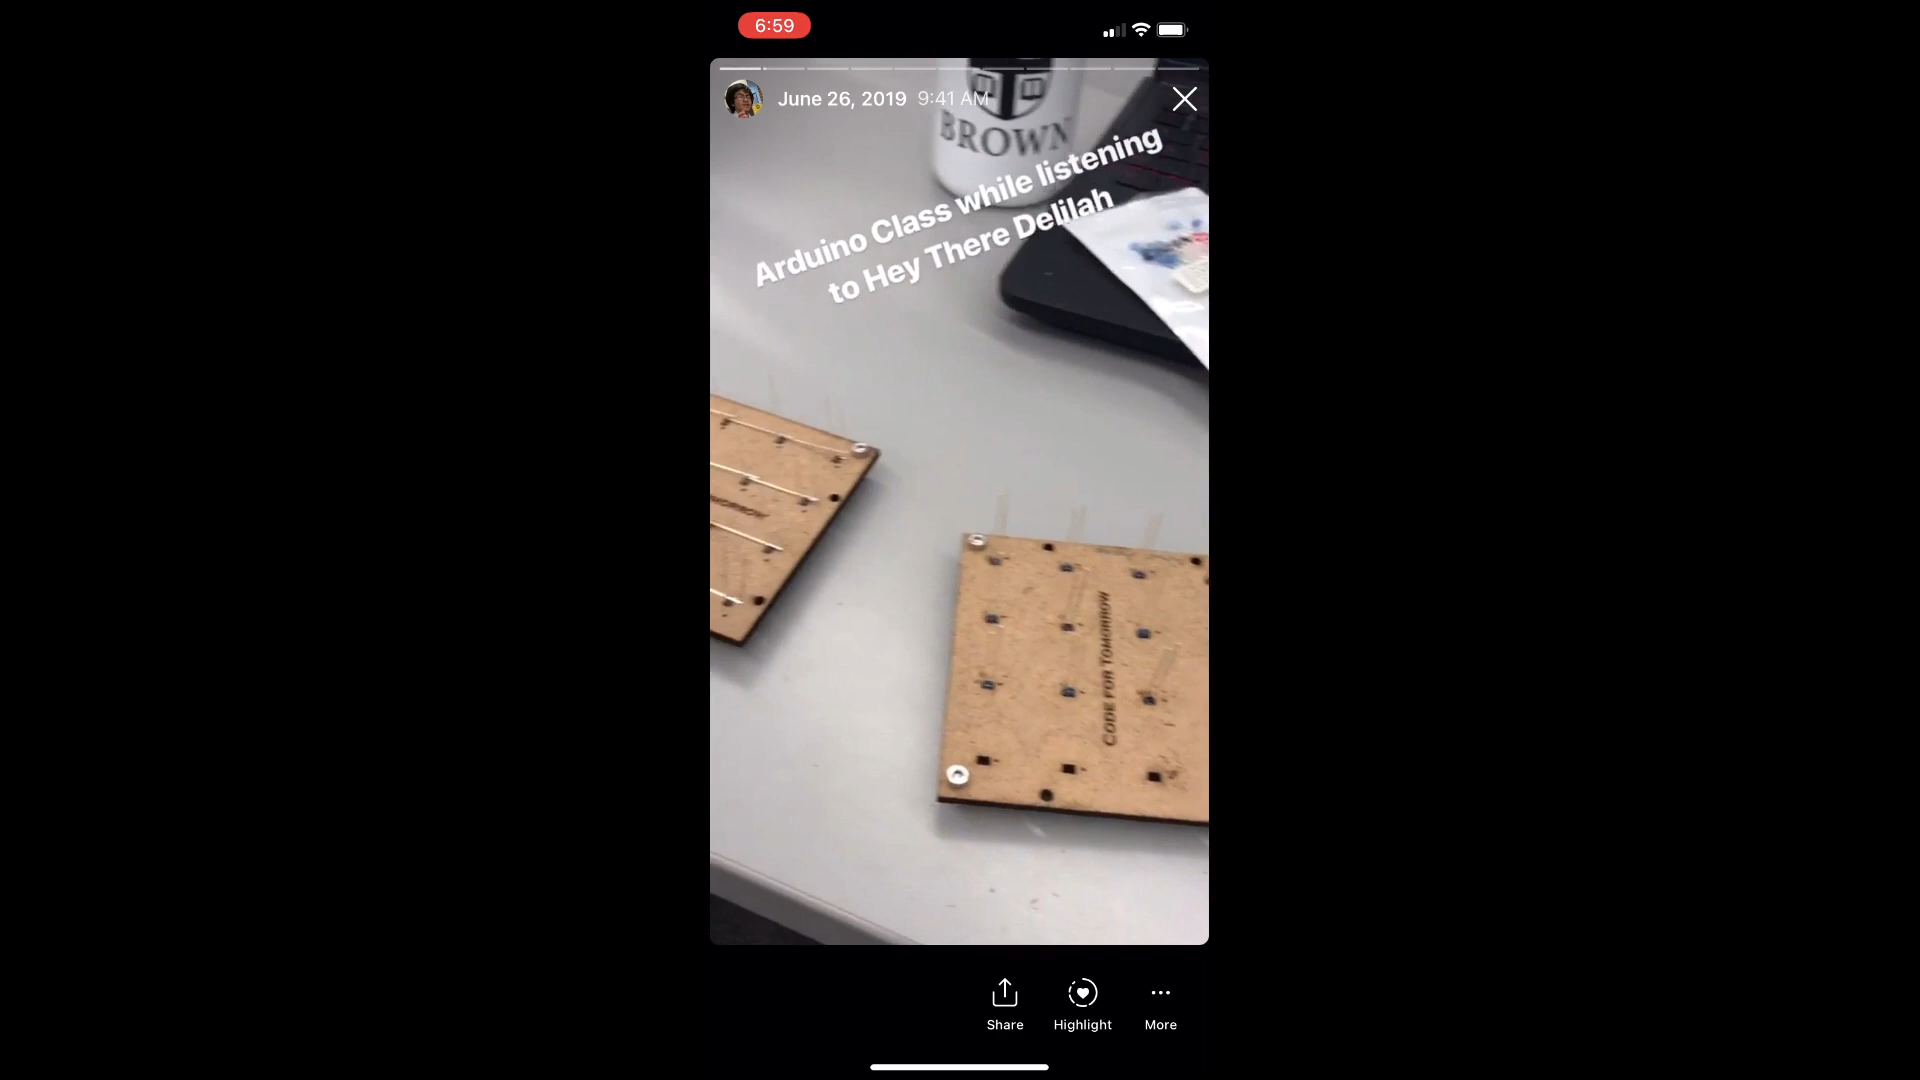 6:59
June 26, 2019 9:41 AM
BROWN
Arduino Class while listening
to Hey There Delilah
CODE FOR TOMORROW
Share
Highlight
More